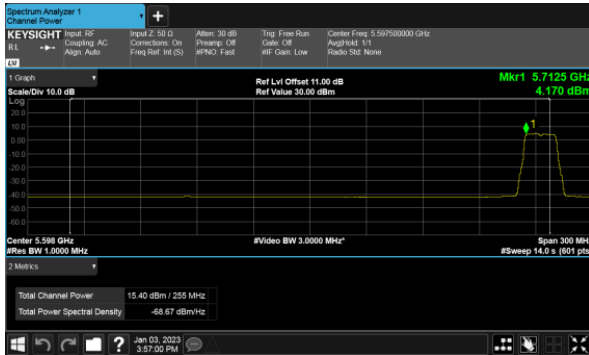 Spectrum Analyzer 1
Channel Power
+
KEYSIGHT Input: RF Input Z: 50 Ω Atten: 30 dB Trig: Free Run Center Freq: 5.597500000 GHz
RL Coupling: AC Corrections: On Preamp: Off Gate: Off Avg|Hold: 1/1
Align: Auto Freq Ref: Int (S) #PNO: Fast #IF Gain: Low Radio Std: None
LXI
1 Graph Ref Lvl Offset 11.00 dB Mkr1 5.7125 GHz
Scale/Div 10.0 dB Ref Value 30.00 dBm 4.170 dBm
Log
20.0
10.0
0.00
-10.0
-20.0
-30.0
-40.0
-50.0
-60.0
1
Center 5.598 GHz #Video BW 3.0000 MHz* Span 300 MHz
#Res BW 1.0000 MHz #Sweep 14.0 s (601 pts)
2 Metrics
Total Channel Power 15.40 dBm / 255 MHz
Total Power Spectral Density -68.67 dBm/Hz
? Jan 03, 2023
3:57:00 PM